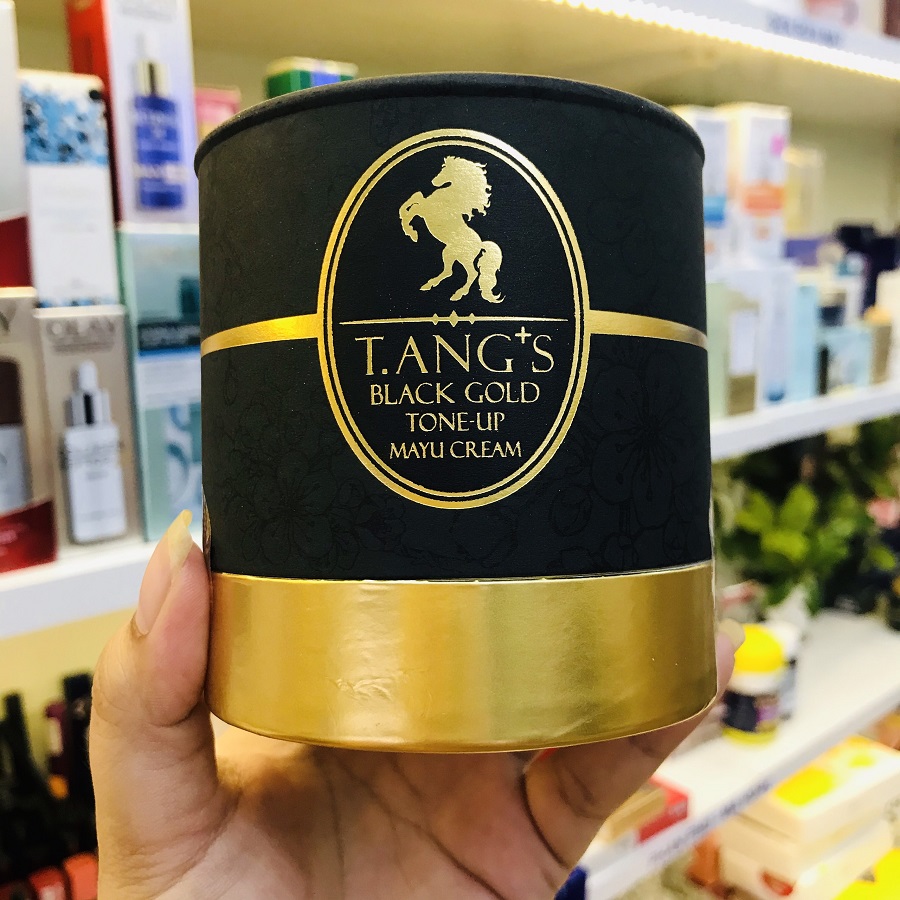 T.ANG+S
BLACK GOLD
TONE-UP
MAYU CREAM
OLAY